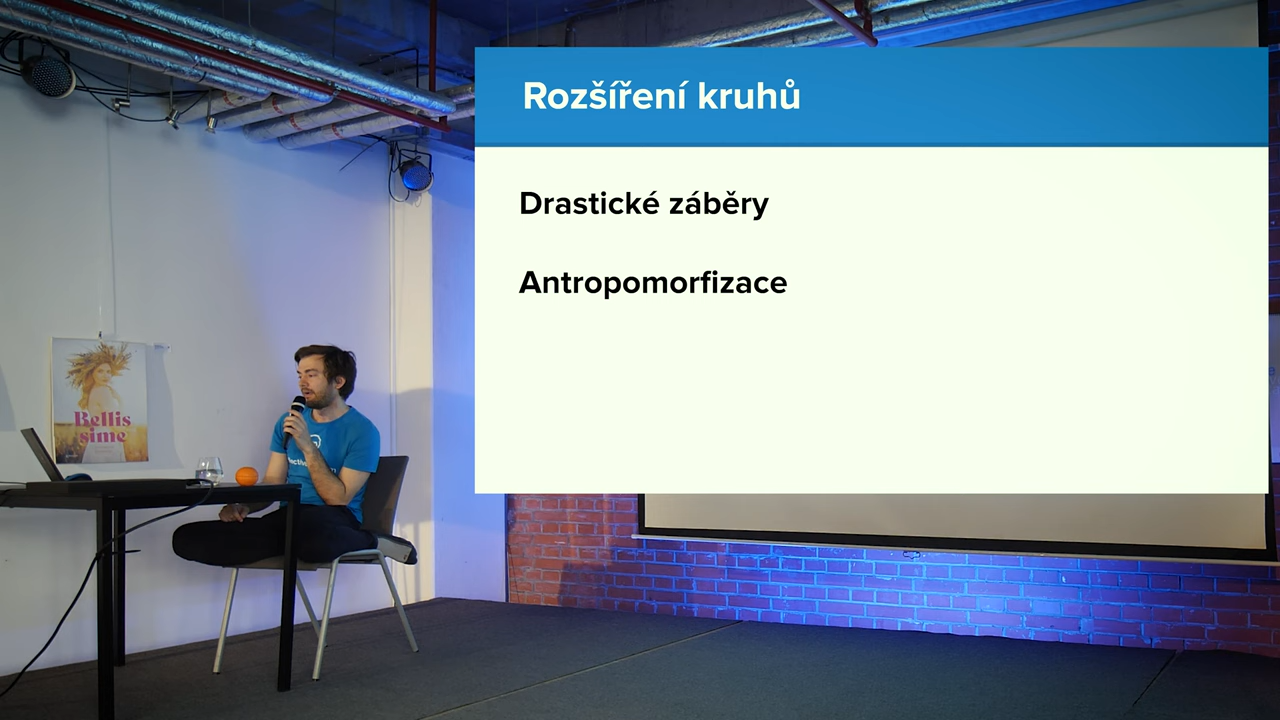 Rozšíření kruhů
Drastické záběry
Antropomorfizace
Bellis
sime